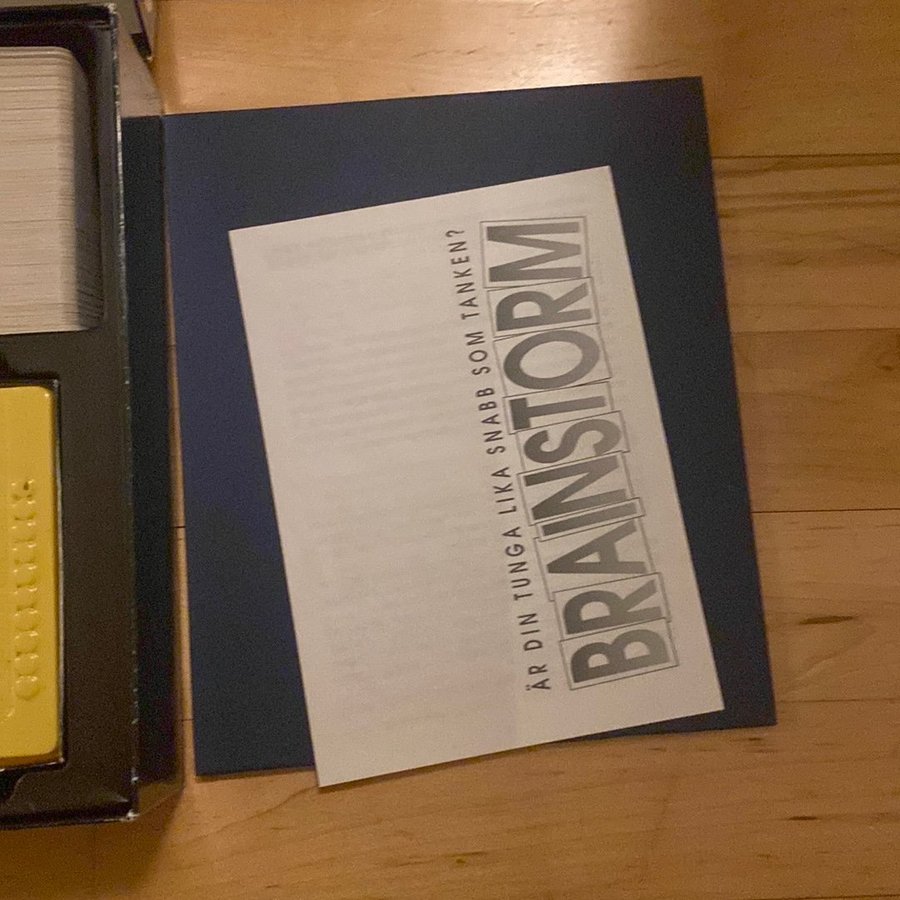 ÄR DIN TUNGA LIKA SNABB SOM TANKEN?
BRAINSTORM